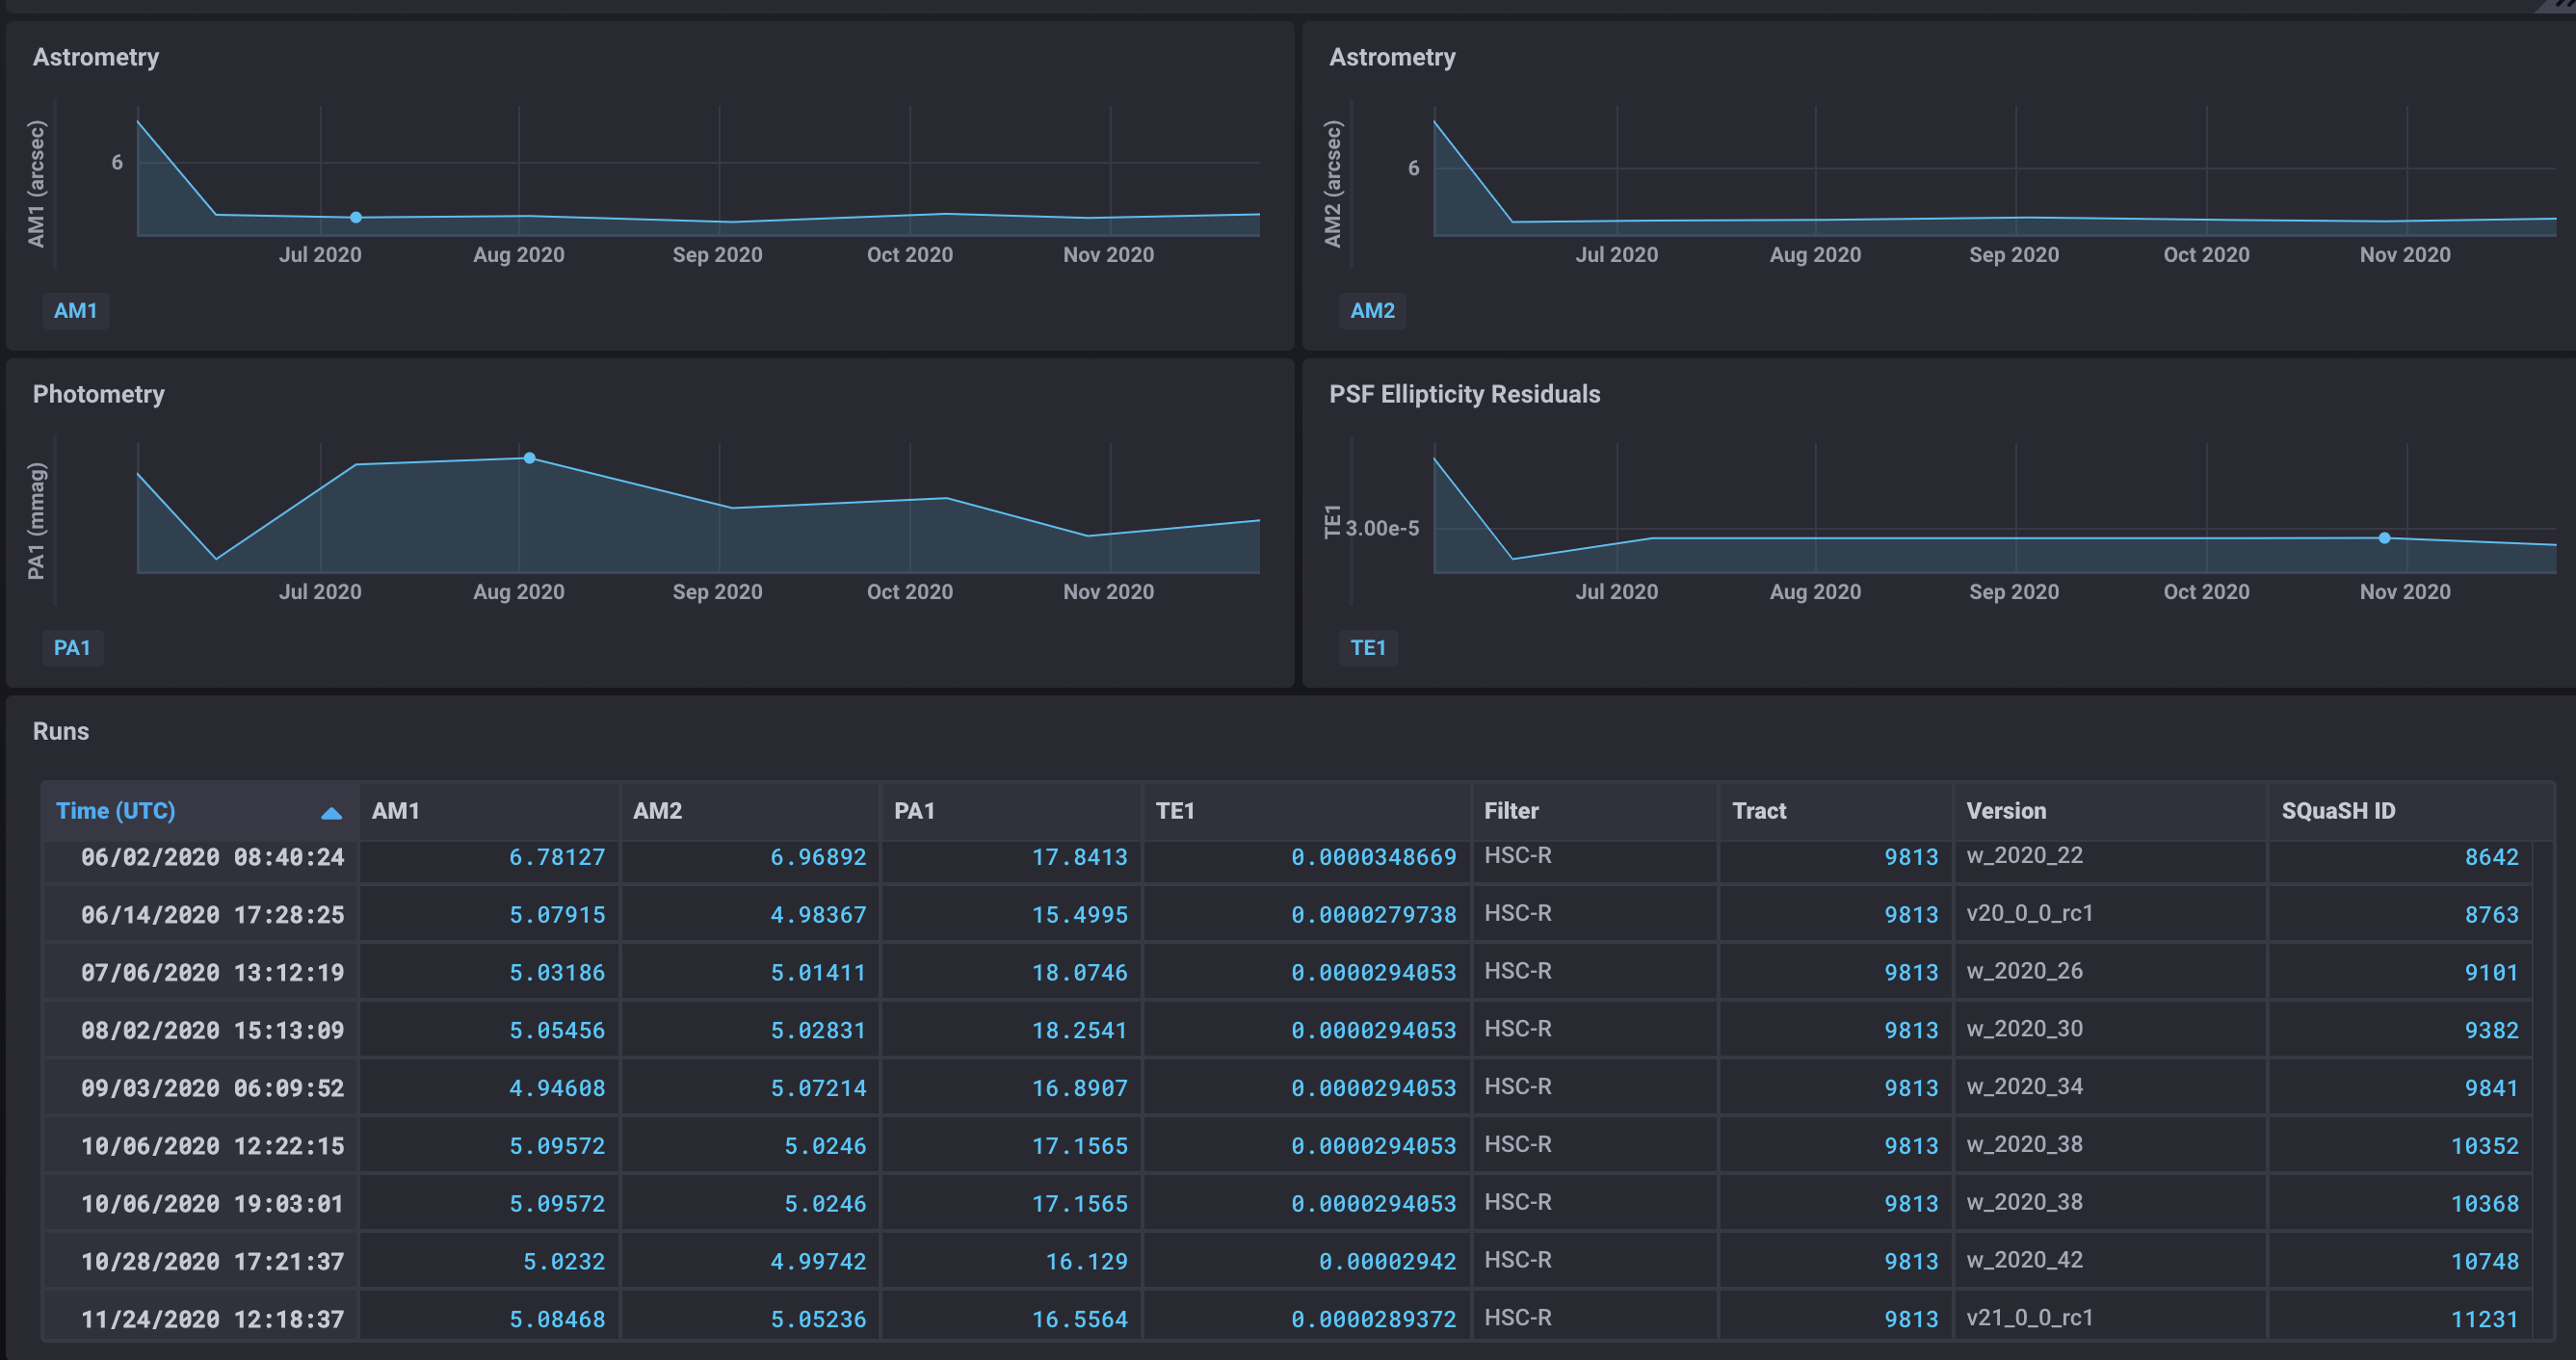 Astrometry
AM1 (arcsec)
6
Jul 2020 Aug 2020 Sep 2020 Oct 2020 Nov 2020
AM1
Astrometry
AM2 (arcsec)
6
Jul 2020 Aug 2020 Sep 2020 Oct 2020 Nov 2020
AM2
Photometry
PA1 (mmag)
Jul 2020 Aug 2020 Sep 2020 Oct 2020 Nov 2020
PA1
PSF Ellipticity Residuals
TE1
3.00e-5
Jul 2020 Aug 2020 Sep 2020 Oct 2020 Nov 2020
TE1
Runs
Time (UTC) AM1 AM2 PA1 TE1 Filter Tract Version SQuaSH ID
06/02/2020 08:40:24 6.78127 6.96892 17.8413 0.0000348669 HSC-R 9813 w_2020_22 8642
06/14/2020 17:28:25 5.07915 4.98367 15.4995 0.0000279738 HSC-R 9813 v20_0_0_rc1 8763
07/06/2020 13:12:19 5.03186 5.01411 18.0746 0.0000294053 HSC-R 9813 w_2020_26 9101
08/02/2020 15:13:09 5.05456 5.02831 18.2541 0.0000294053 HSC-R 9813 w_2020_30 9382
09/03/2020 06:09:52 4.94608 5.07214 16.8907 0.0000294053 HSC-R 9813 w_2020_34 9841
10/06/2020 12:22:15 5.09572 5.0246 17.1565 0.0000294053 HSC-R 9813 w_2020_38 10352
10/06/2020 19:03:01 5.09572 5.0246 17.1565 0.0000294053 HSC-R 9813 w_2020_38 10368
10/28/2020 17:21:37 5.0232 4.99742 16.129 0.00002942 HSC-R 9813 w_2020_42 10748
11/24/2020 12:18:37 5.08468 5.05236 16.5564 0.0000289372 HSC-R 9813 v21_0_0_rc1 11231